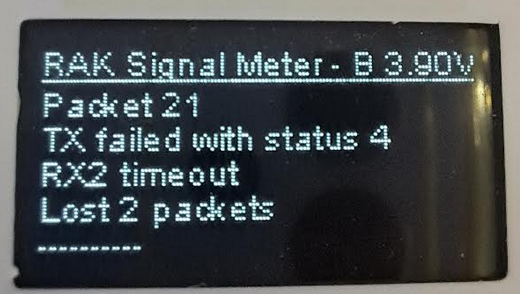 RAK Signal Meter - B 3.90V
Packet 21
TX failed with status 4
RX2 timeout
Lost 2 packets
----------